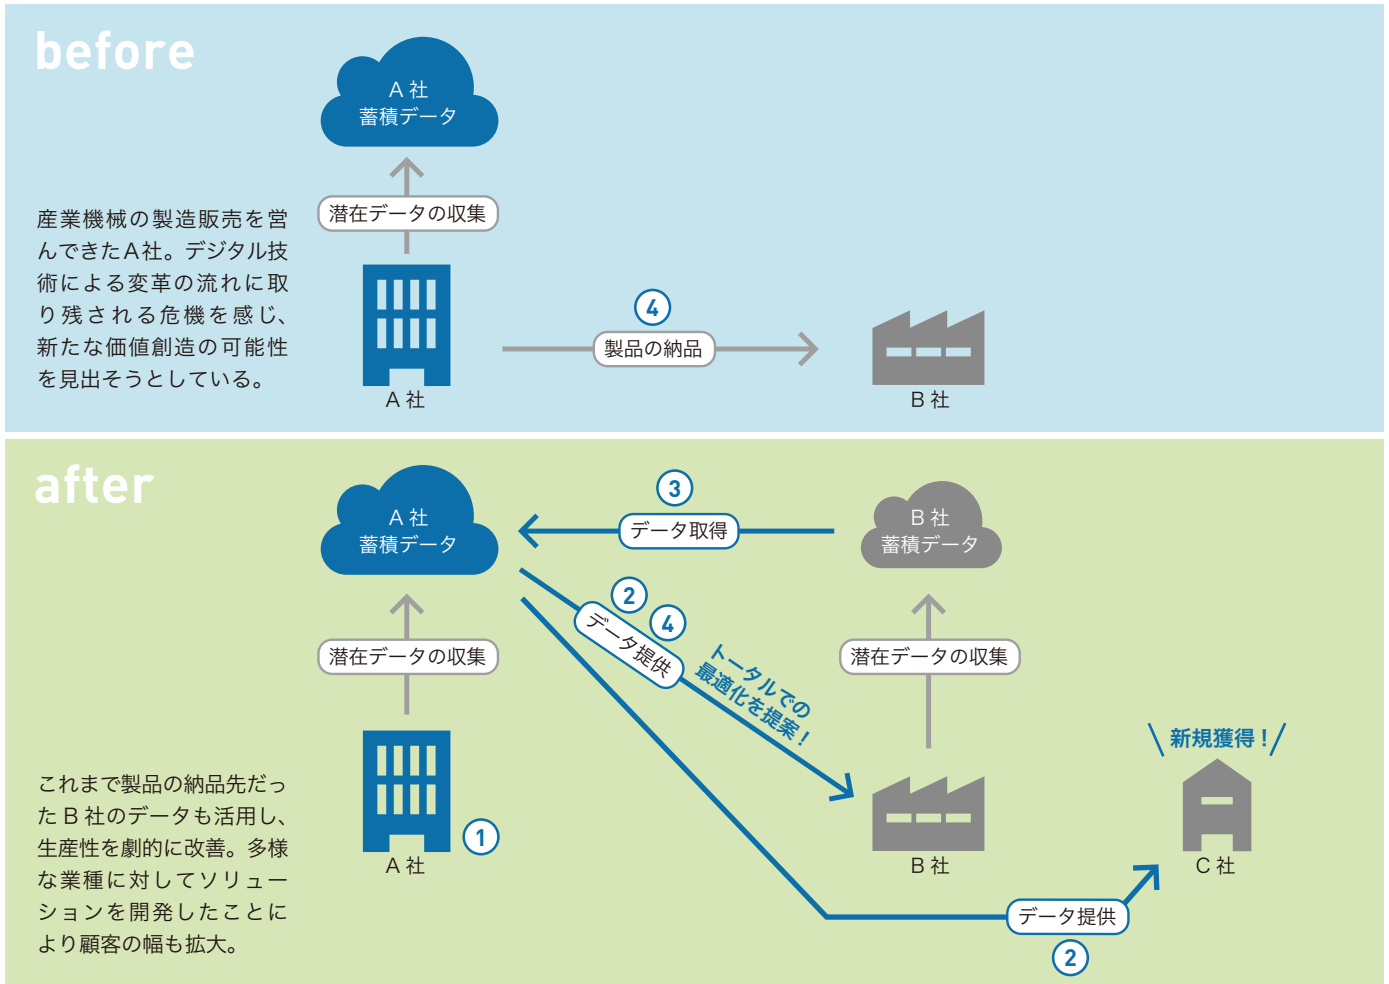 before
A 社
蓄積データ
潜在データの収集
産業機械の製造販売を営
んできたA社。デジタル技
術による変革の流れに取
り残される危機を感じ、
新たな価値創造の可能性
を見出そうとしている。
4
製品の納品
A 社
B 社
after
A 社
蓄積データ
3
データ取得
B 社
蓄積データ
2
4
データ提供
トータルでの
最適化を提案！
潜在データの収集
潜在データの収集
新規獲得！
これまで製品の納品先だっ
た B 社のデータも活用し、
生産性を劇的に改善。多様
な業種に対してソリュー
ションを開発したことに
より顧客の幅も拡大。
1
A 社
B 社
C 社
データ提供
2